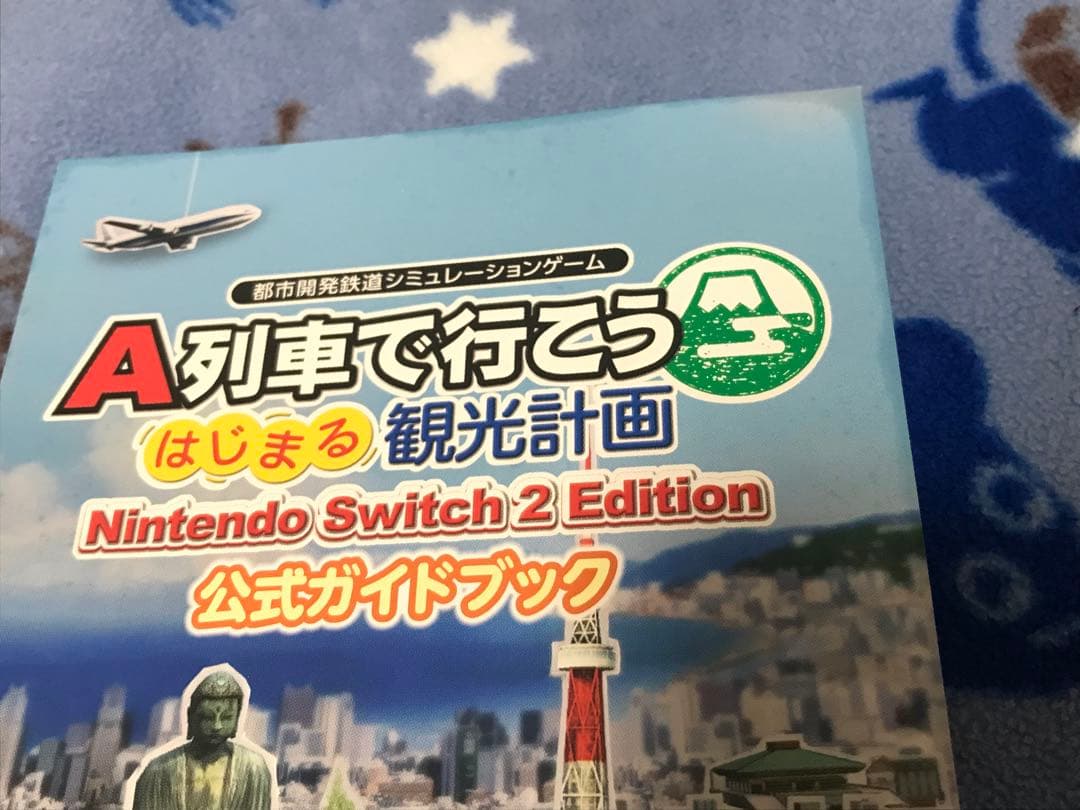 都市開発鉄道シミュレーションゲーム
A列車で行こう
はじまる観光計画
Nintendo Switch 2 Edition
公式ガイドブック